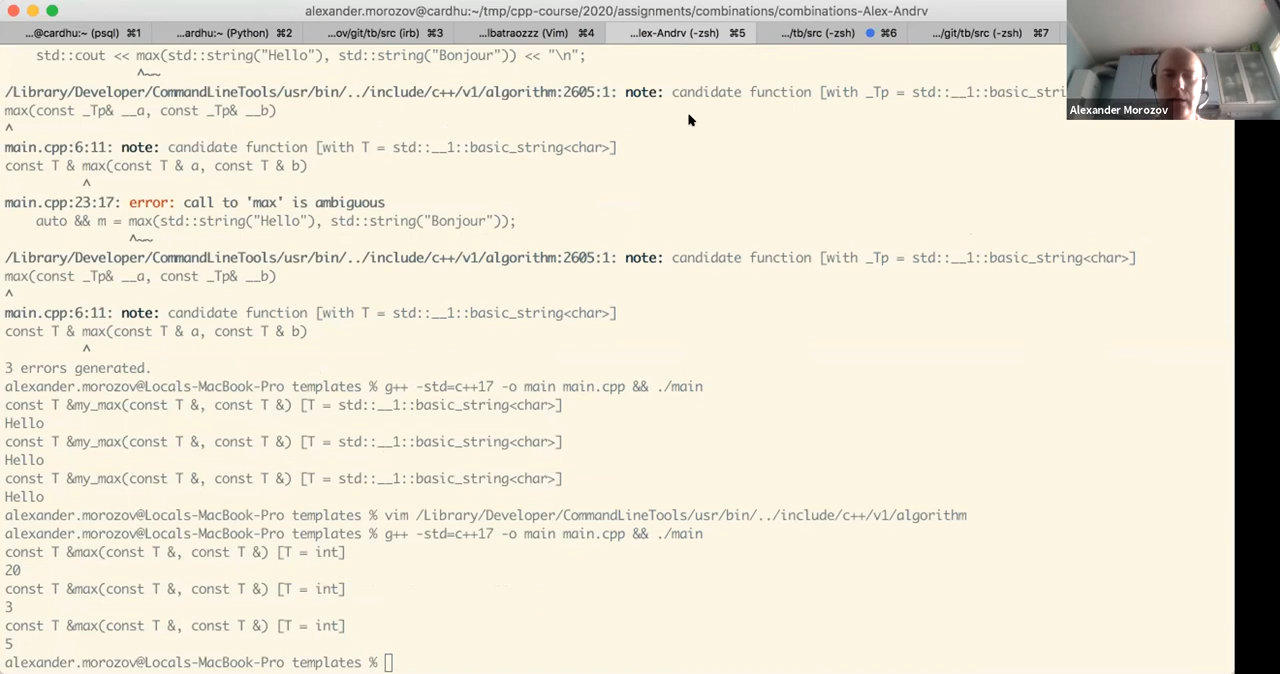 alexander.morozov@cardhu:~/tmp/cpp-course/2020/assignments/combinations/combinations-Alex-Andrv
...@cardhu:~ (psql) ⌘1 ...ardhu:~ (Python) ⌘2 ...ov/git/tb/src (irb) ⌘3 ...lbatraozzz (Vim) ⌘4 ...lex-Andrv (-zsh) ⌘5 .../tb/src (-zsh) ⌘6 .../git/tb/src (-zsh) ⌘7
Alexander Morozov
std::cout << max(std::string("Hello"), std::string("Bonjour")) << "\n";
^~~
/Library/Developer/CommandLineTools/usr/bin/../include/c++/v1/algorithm:2605:1: note: candidate function [with _Tp = std::__1::basic_stri
max(const _Tp& __a, const _Tp& __b)
^
main.cpp:6:11: note: candidate function [with T = std::__1::basic_string<char>]
const T & max(const T & a, const T & b)
^
main.cpp:23:17: error: call to 'max' is ambiguous
auto && m = max(std::string("Hello"), std::string("Bonjour"));
^~~
/Library/Developer/CommandLineTools/usr/bin/../include/c++/v1/algorithm:2605:1: note: candidate function [with _Tp = std::__1::basic_string<char>]
max(const _Tp& __a, const _Tp& __b)
^
main.cpp:6:11: note: candidate function [with T = std::__1::basic_string<char>]
const T & max(const T & a, const T & b)
^
3 errors generated.
alexander.morozov@Locals-MacBook-Pro templates % g++ -std=c++17 -o main main.cpp && ./main
const T &my_max(const T &, const T &) [T = std::__1::basic_string<char>]
Hello
const T &my_max(const T &, const T &) [T = std::__1::basic_string<char>]
Hello
const T &my_max(const T &, const T &) [T = std::__1::basic_string<char>]
Hello
alexander.morozov@Locals-MacBook-Pro templates % vim /Library/Developer/CommandLineTools/usr/bin/../include/c++/v1/algorithm
alexander.morozov@Locals-MacBook-Pro templates % g++ -std=c++17 -o main main.cpp && ./main
const T &max(const T &, const T &) [T = int]
20
const T &max(const T &, const T &) [T = int]
3
const T &max(const T &, const T &) [T = int]
5
alexander.morozov@Locals-MacBook-Pro templates %